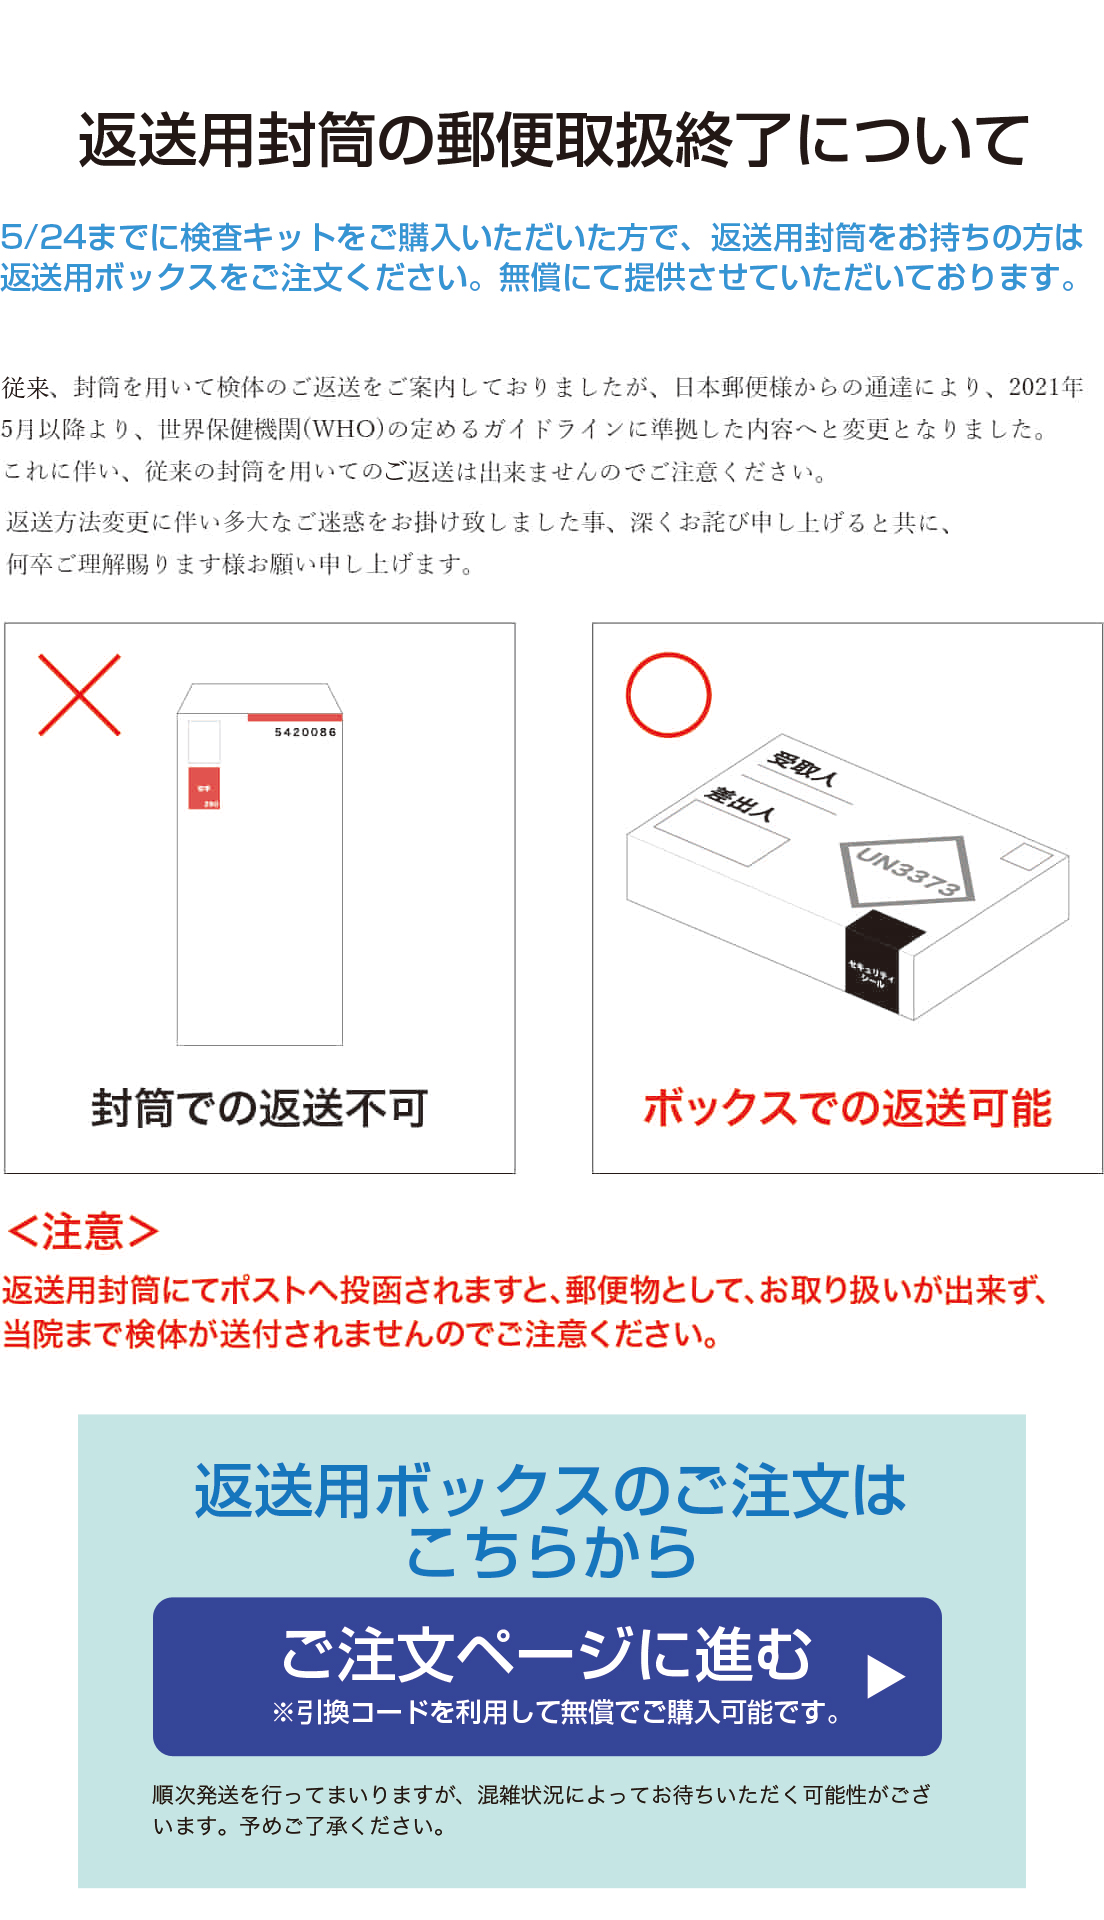 返送用封筒の郵便取扱終了について
5/24までに検査キットをご購入いただいた方で、返送用封筒をお持ちの方は
返送用ボックスをご注文ください。無償にて提供させていただいております。
従来、封筒を用いて検体のご返送をご案内しておりましたが、日本郵便様からの通達により、2021年
5月以降より、世界保健機関(WHO)の定めるガイドラインに準拠した内容へと変更となりました。
これに伴い、従来の封筒を用いてのご返送は出来ませんのでご注意ください。
返送方法変更に伴い多大なご迷惑をお掛け致しました事、深くお詫び申し上げると共に、
何卒ご理解賜ります様お願い申し上げます。
5420086
切手
290
封筒での返送不可
受取人
差出人
UN3373
セキュリティ
シール
ボックスでの返送可能
＜注意＞
返送用封筒にてポストへ投函されますと、郵便物として、お取り扱いが出来ず、
当院まで検体が送付されませんのでご注意ください。
返送用ボックスのご注文は
こちらから
ご注文ページに進む
※引換コードを利用して無償でご購入可能です。
順次発送を行ってまいりますが、混雑状況によってお待ちいただく可能性がござ
います。予めご了承ください。